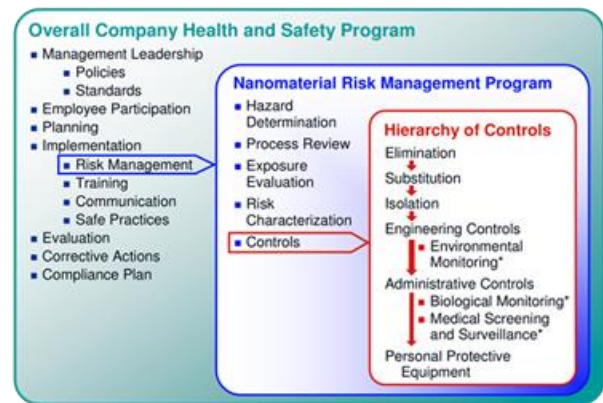 Overall Company Health and Safety Program
Management Leadership
Policies
Standards
Employee Participation
Planning
Implementation
Risk Management
Training
Communication
Safe Practices
Evaluation
Corrective Actions
Compliance Plan
Nanomaterial Risk Management Program
Hazard
Determination
Process Review
Exposure
Evaluation
Risk
Characterization
Controls
Hierarchy of Controls
Elimination
Substitution
Isolation
Engineering Controls
Environmental
Monitoring*
Administrative Controls
Biological Monitoring*
Medical Screening
and Surveillance*
Personal Protective
Equipment